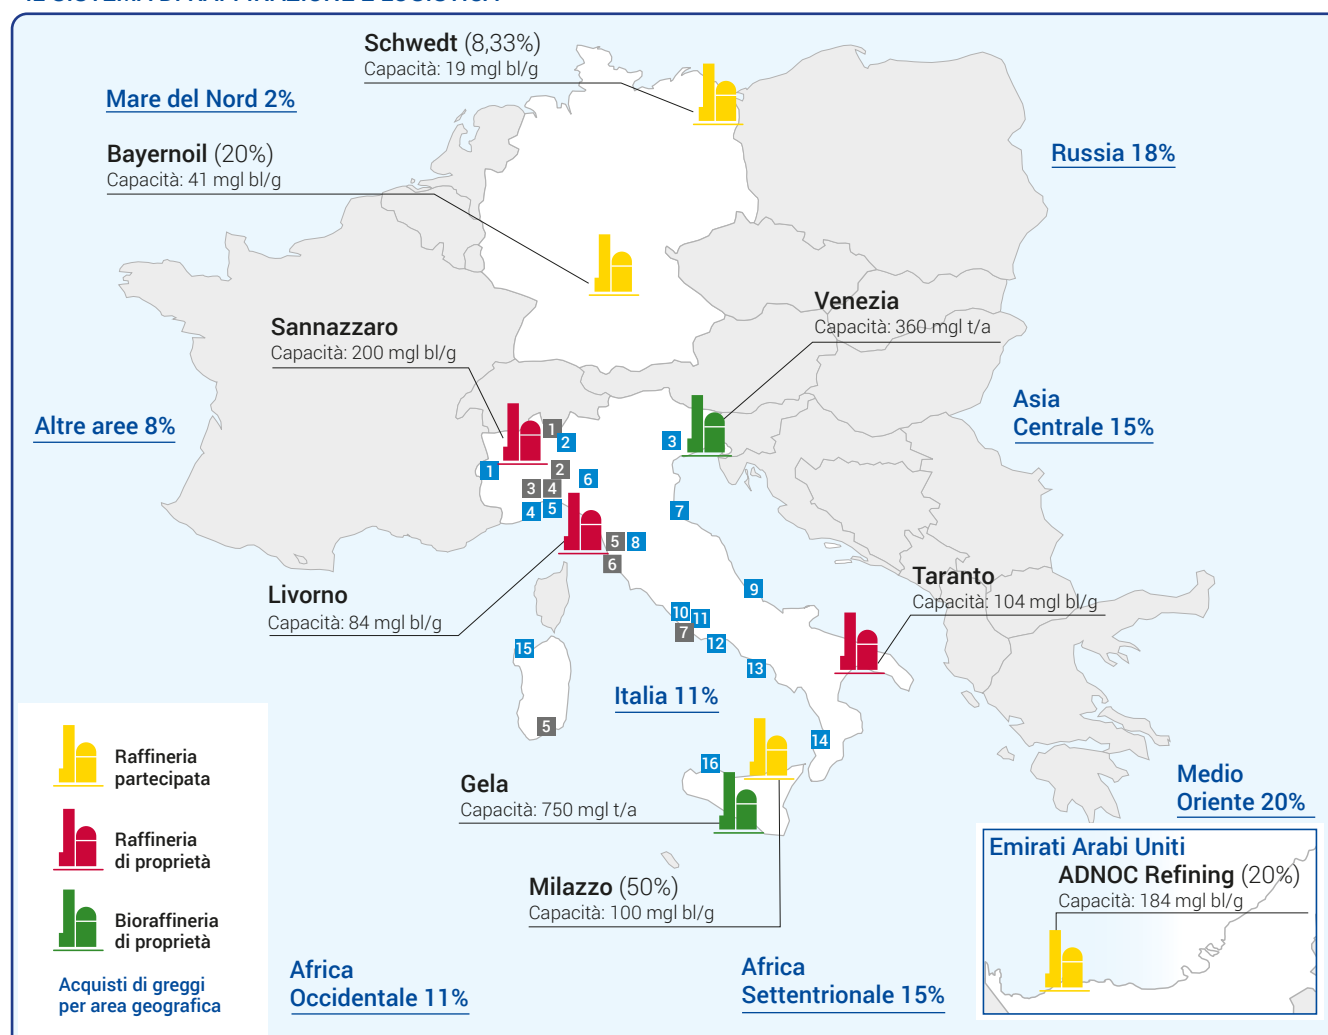 Schwedt (8,33%)
Capacità: 19 mgl bl/g
Mare del Nord 2%
Bayernoil (20%)
Capacità: 41 mgl bl/g
Russia 18%
Venezia
Capacità: 360 mgl t/a
Sannazzaro
Capacità: 200 mgl bl/g
Asia
Centrale 15%
Altre aree 8%
1
2
3
1
2
6
3
4
4
5
7
5
8
6
Livorno
Capacità: 84 mgl bl/g
Taranto
Capacità: 104 mgl bl/g
9
10
11
7
12
13
15
5
14
16
Italia 11%
Raffineria
partecipata
Raffineria
di proprietà
Bioraffineria
di proprietà
Acquisti di greggi
per area geografica
Gela
Capacità: 750 mgl t/a
Milazzo (50%)
Capacità: 100 mgl bl/g
Medio
Oriente 20%
Emirati Arabi Uniti
ADNOC Refining (20%)
Capacità: 184 mgl bl/g
Africa
Occidentale 11%
Africa
Settentrionale 15%